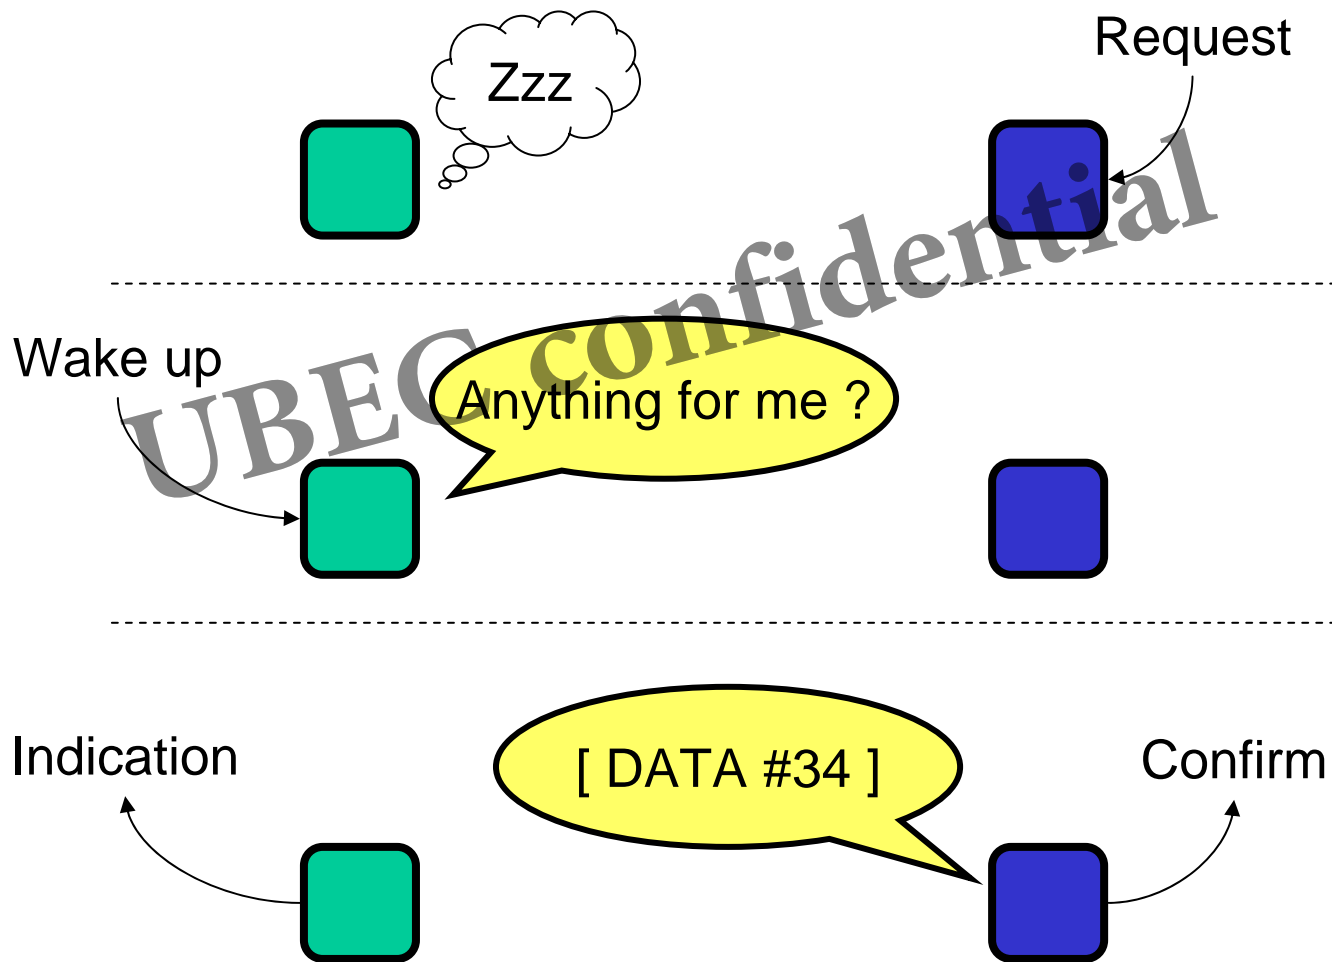 Zzz
Request
UBEC confidential
Wake up
Anything for me ?
[ DATA #34 ]
Indication
Confirm